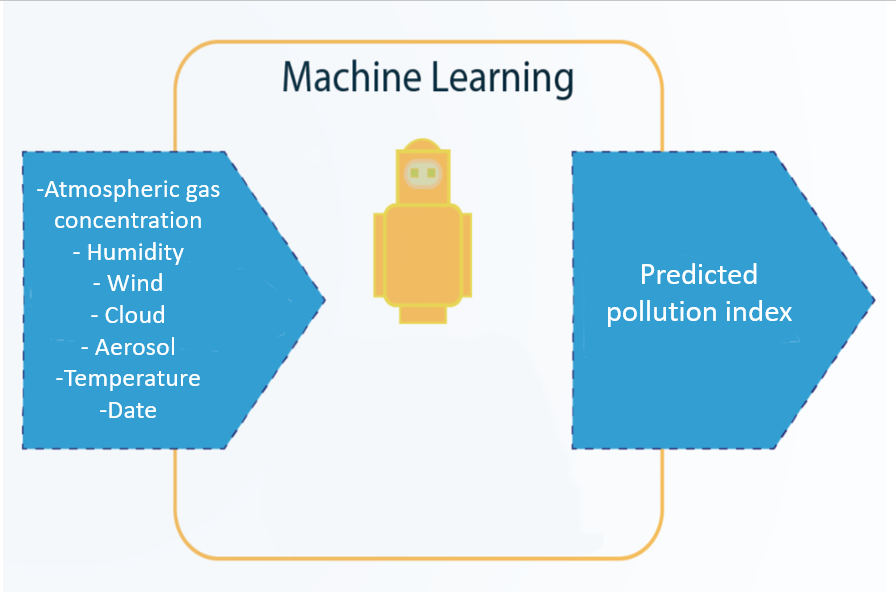 Machine Learning
-Atmospheric gas
concentration
- Humidity
- Wind
- Cloud
- Aerosol
-Temperature
-Date
Predicted
pollution index